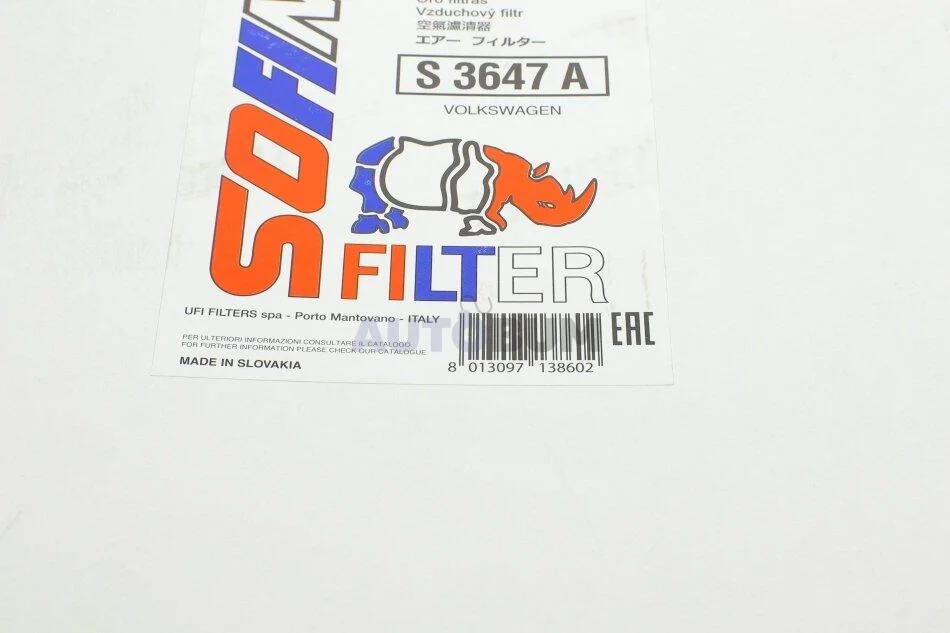 Oro filtras
Vzduchový filtr
空氣濾清器
エアー フィルター
S 3647 A
VOLKSWAGEN
FILTER
UFI FILTERS spa - Porto Mantovano - ITALY
AUTO
EAC
PER ULTERIORI INFORMAZIONI CONSULTARE IL CATALOGO
FOR FURTHER INFORMATION PLEASE CHECK OUR CATALOGUE
MADE IN SLOVAKIA
8 013097 138602